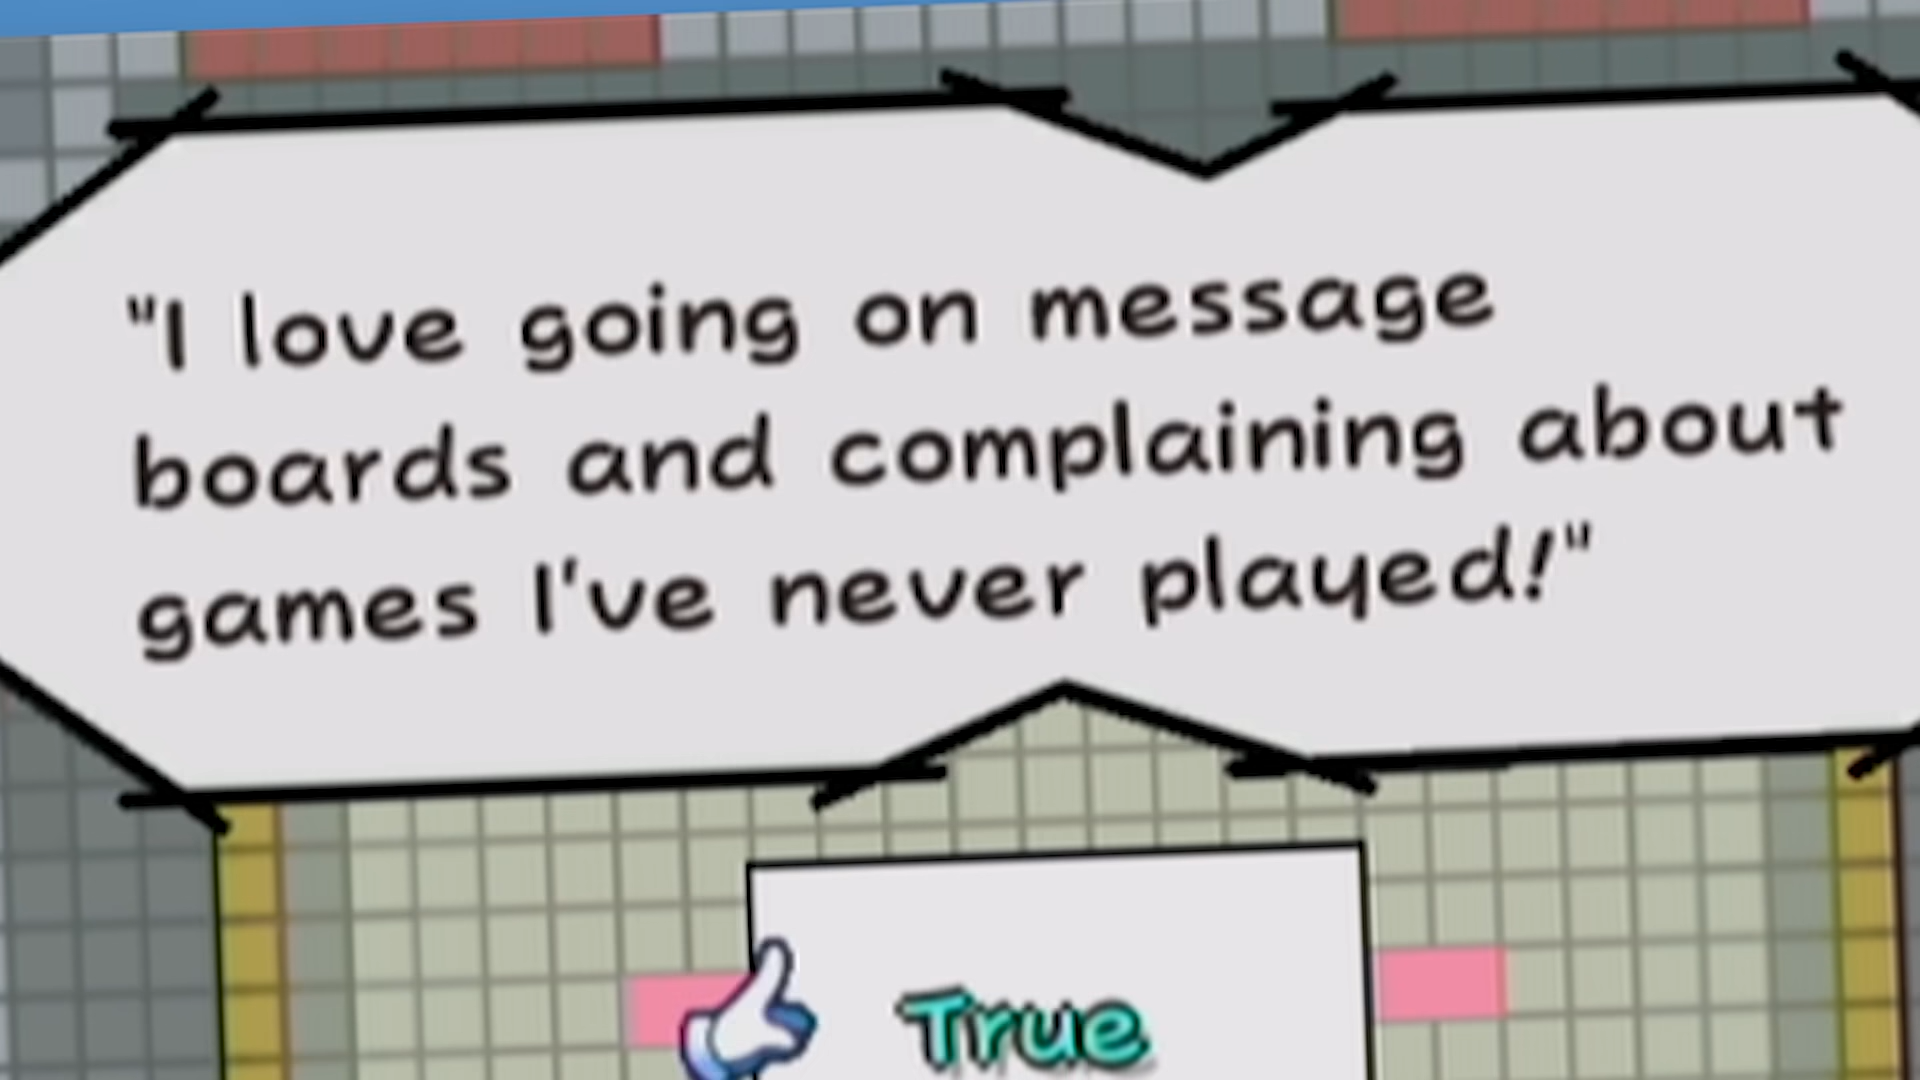 "I love going on message
boards and complaining about
games I've never played!"
True